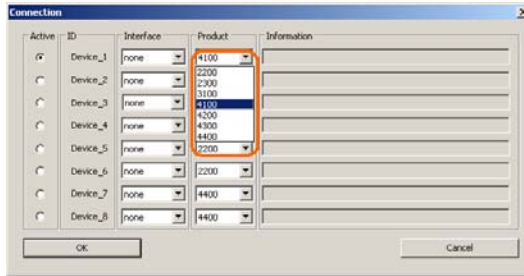 Connection
Active ID Interface Product Information
Device_1 none 4100
2200
Device_2 none 2300
3100
Device_3 none 4100
4200
Device_4 none 4300
4400
Device_5 none 2200
Device_6 none 2200
Device_7 none 4400
Device_8 none 4400
OK Cancel